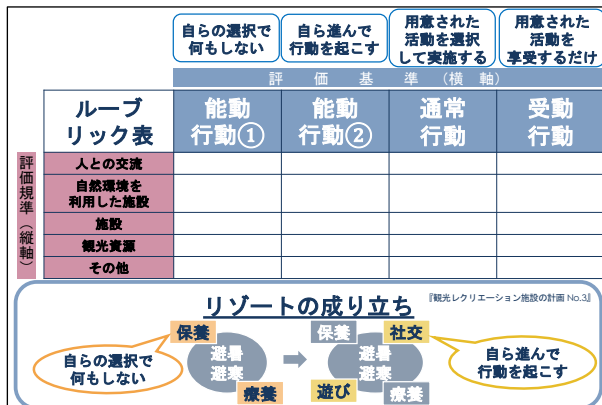 自らの選択で
何もしない
自ら進んで
行動を起こす
用意された
活動を選択
して実施する
用意された
活動を
享受するだけ
評価基準（横軸）
ルーブ
リック表
能動
行動①
能動
行動②
通常
行動
受動
行動
評価規準（縦軸）
人との交流
自然環境を
利用した施設
施設
観光資源
その他
リゾートの成り立ち
『観光レクリエーション施設の計画 No.3』
自らの選択で
何もしない
保養
避暑
避寒
療養
保養
社交
避暑
避寒
遊び
療養
自ら進んで
行動を起こす